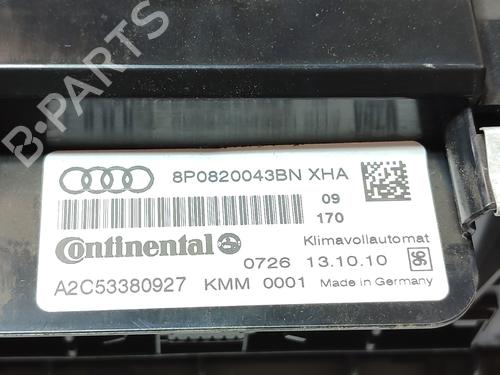 B-PARTS
8P0820043BN XHA
09
170
Continental
Klimavollautomat
0726 13.10.10
A2C53380927 KMM 0001 Made in Germany